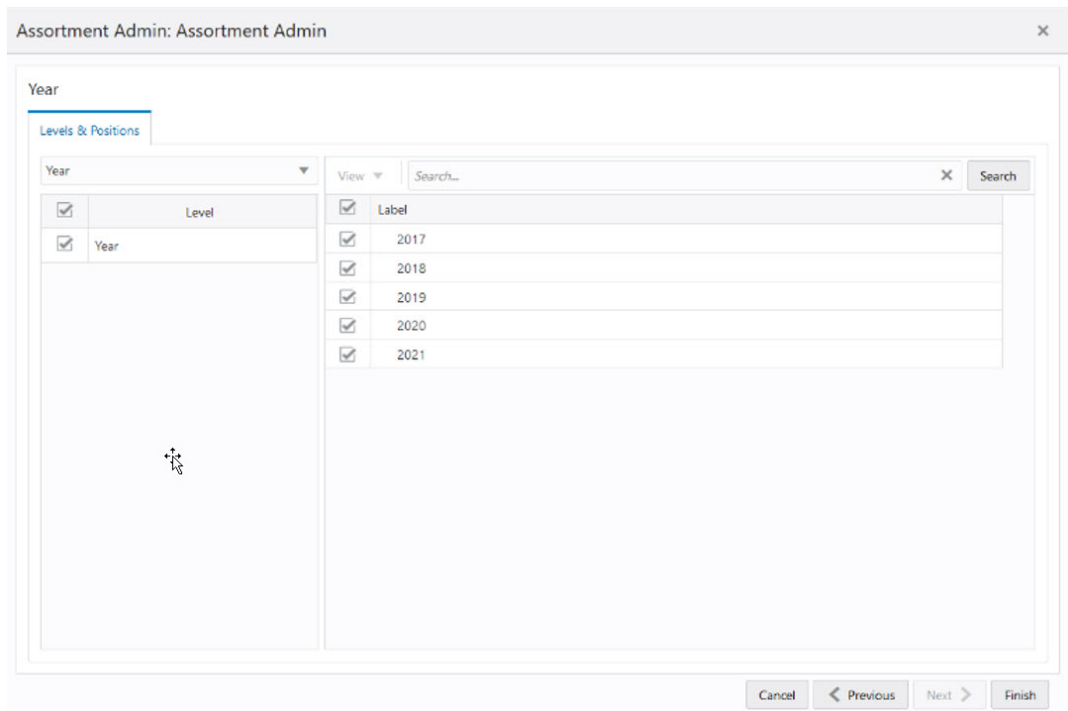 Assortment Admin: Assortment Admin
Year
Levels & Positions
Year
View
Search...
Search
Level
Label
Year
2017
2018
2019
2020
2021
Cancel
Previous
Next
Finish